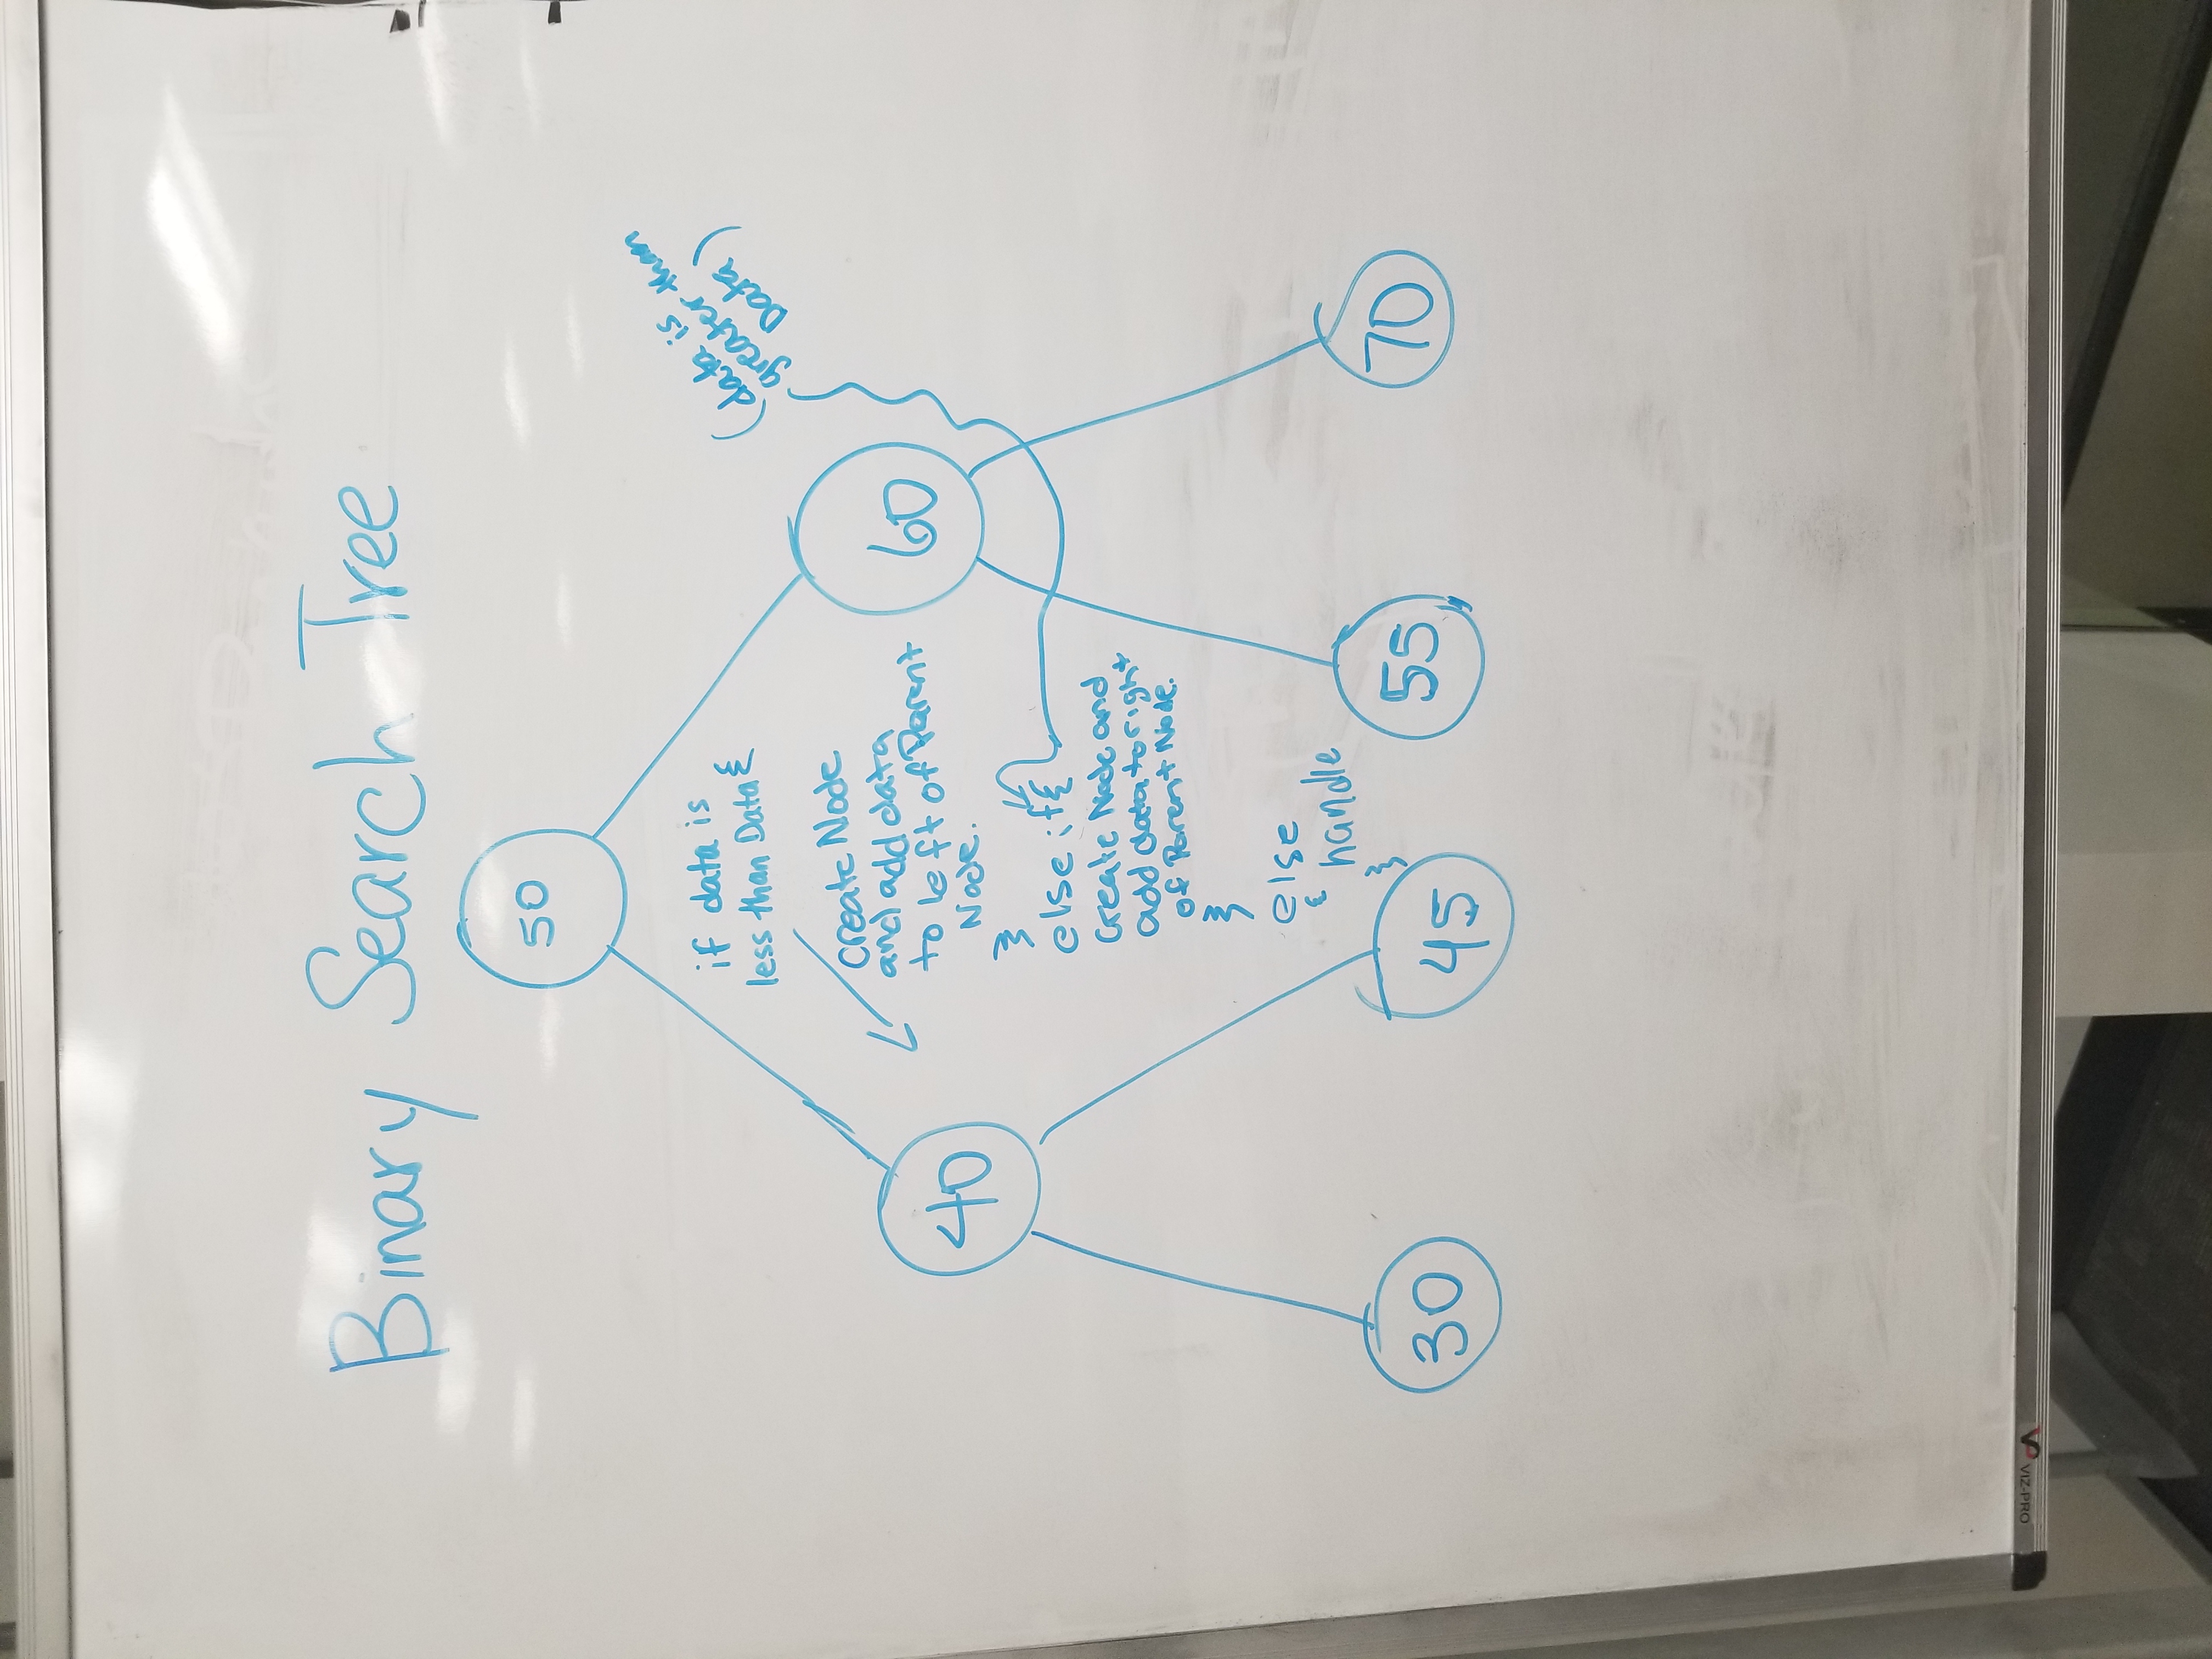 Binary Search Tree
50
if data is
less than Data {
(data is
greater than
Data)
create Node
and add data
to left of Parent
Node.
}
40
60
else if {
create Node and
add data to right
of Parent Node.
}
else
{
handle
}
30
45
55
70
VIZ-PRO